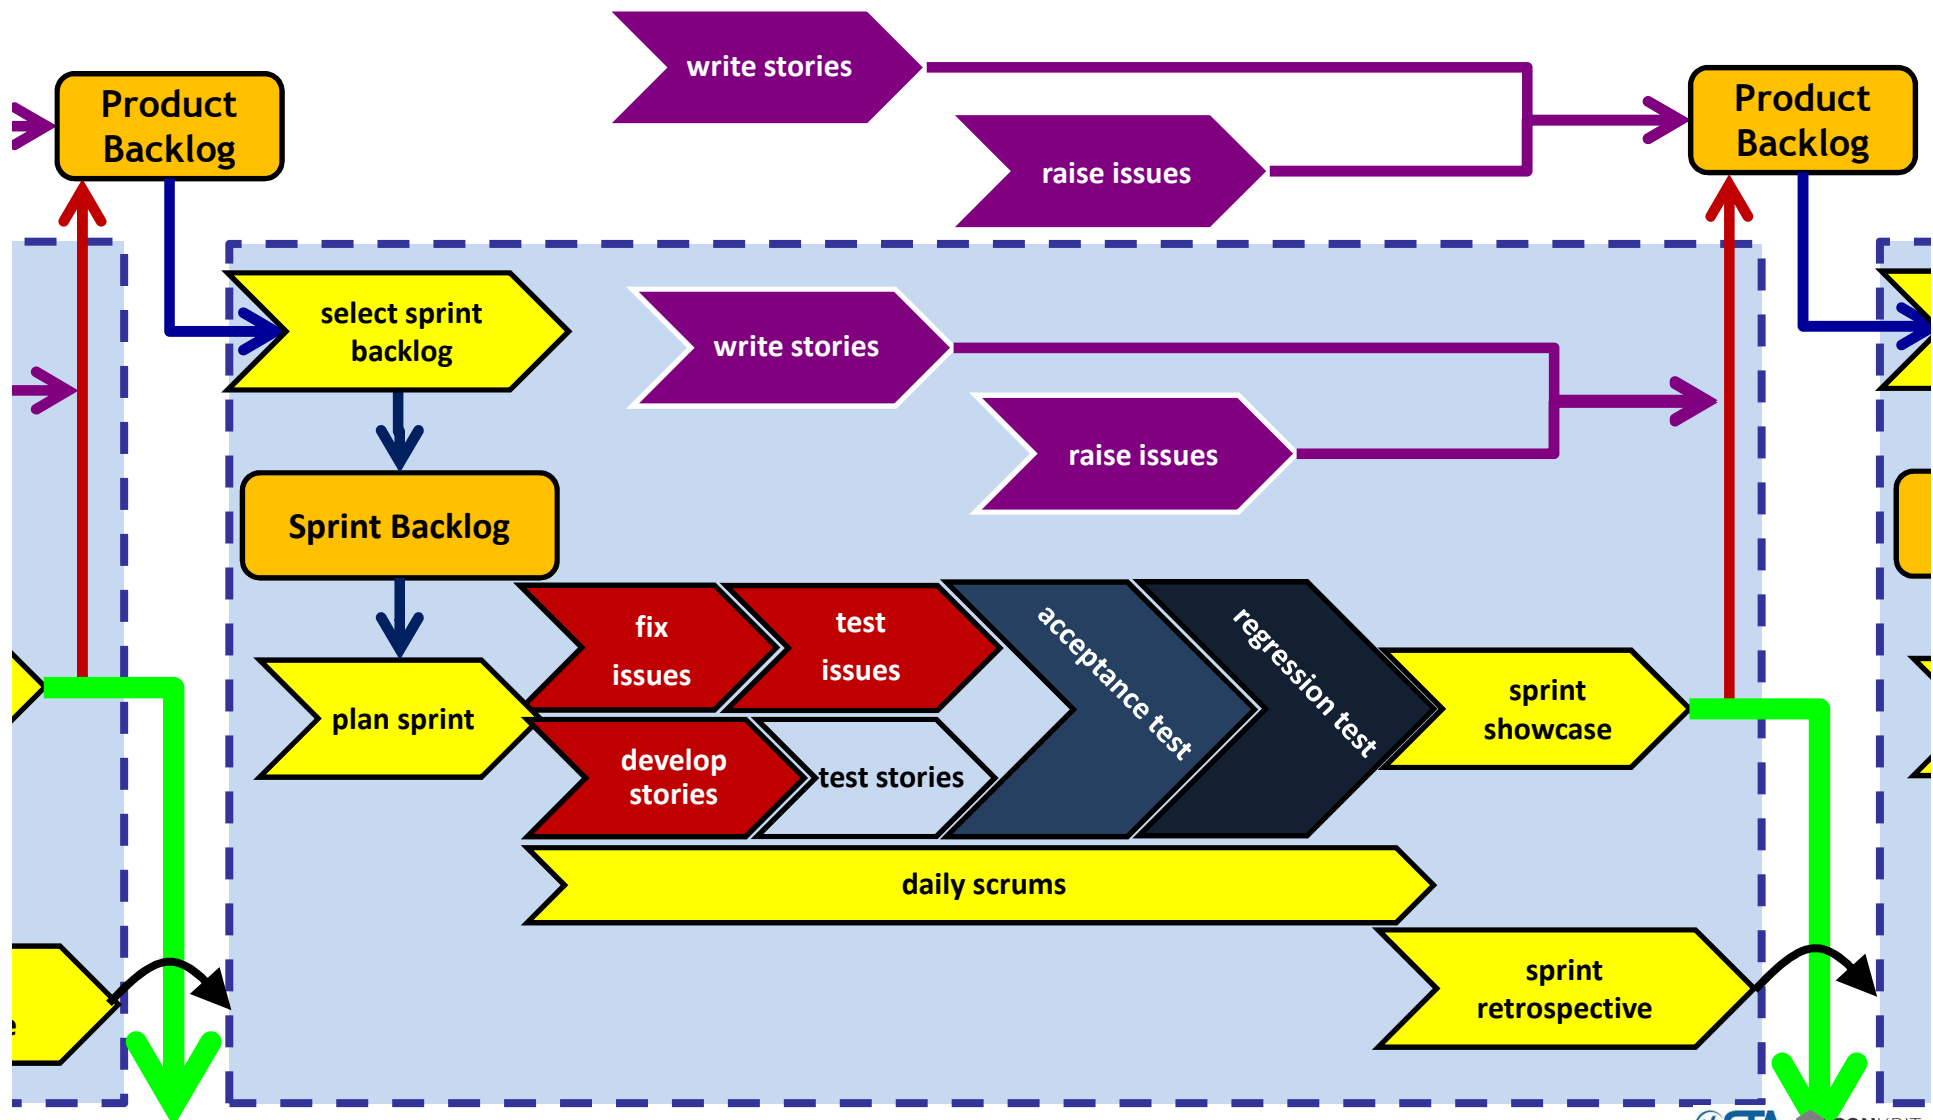 write stories
Product
Backlog
Product
Backlog
raise issues
select sprint
backlog
write stories
raise issues
Sprint Backlog
fix
issues
test
issues
acceptance test
regression test
plan sprint
sprint
showcase
develop
stories
test stories
daily scrums
sprint
retrospective